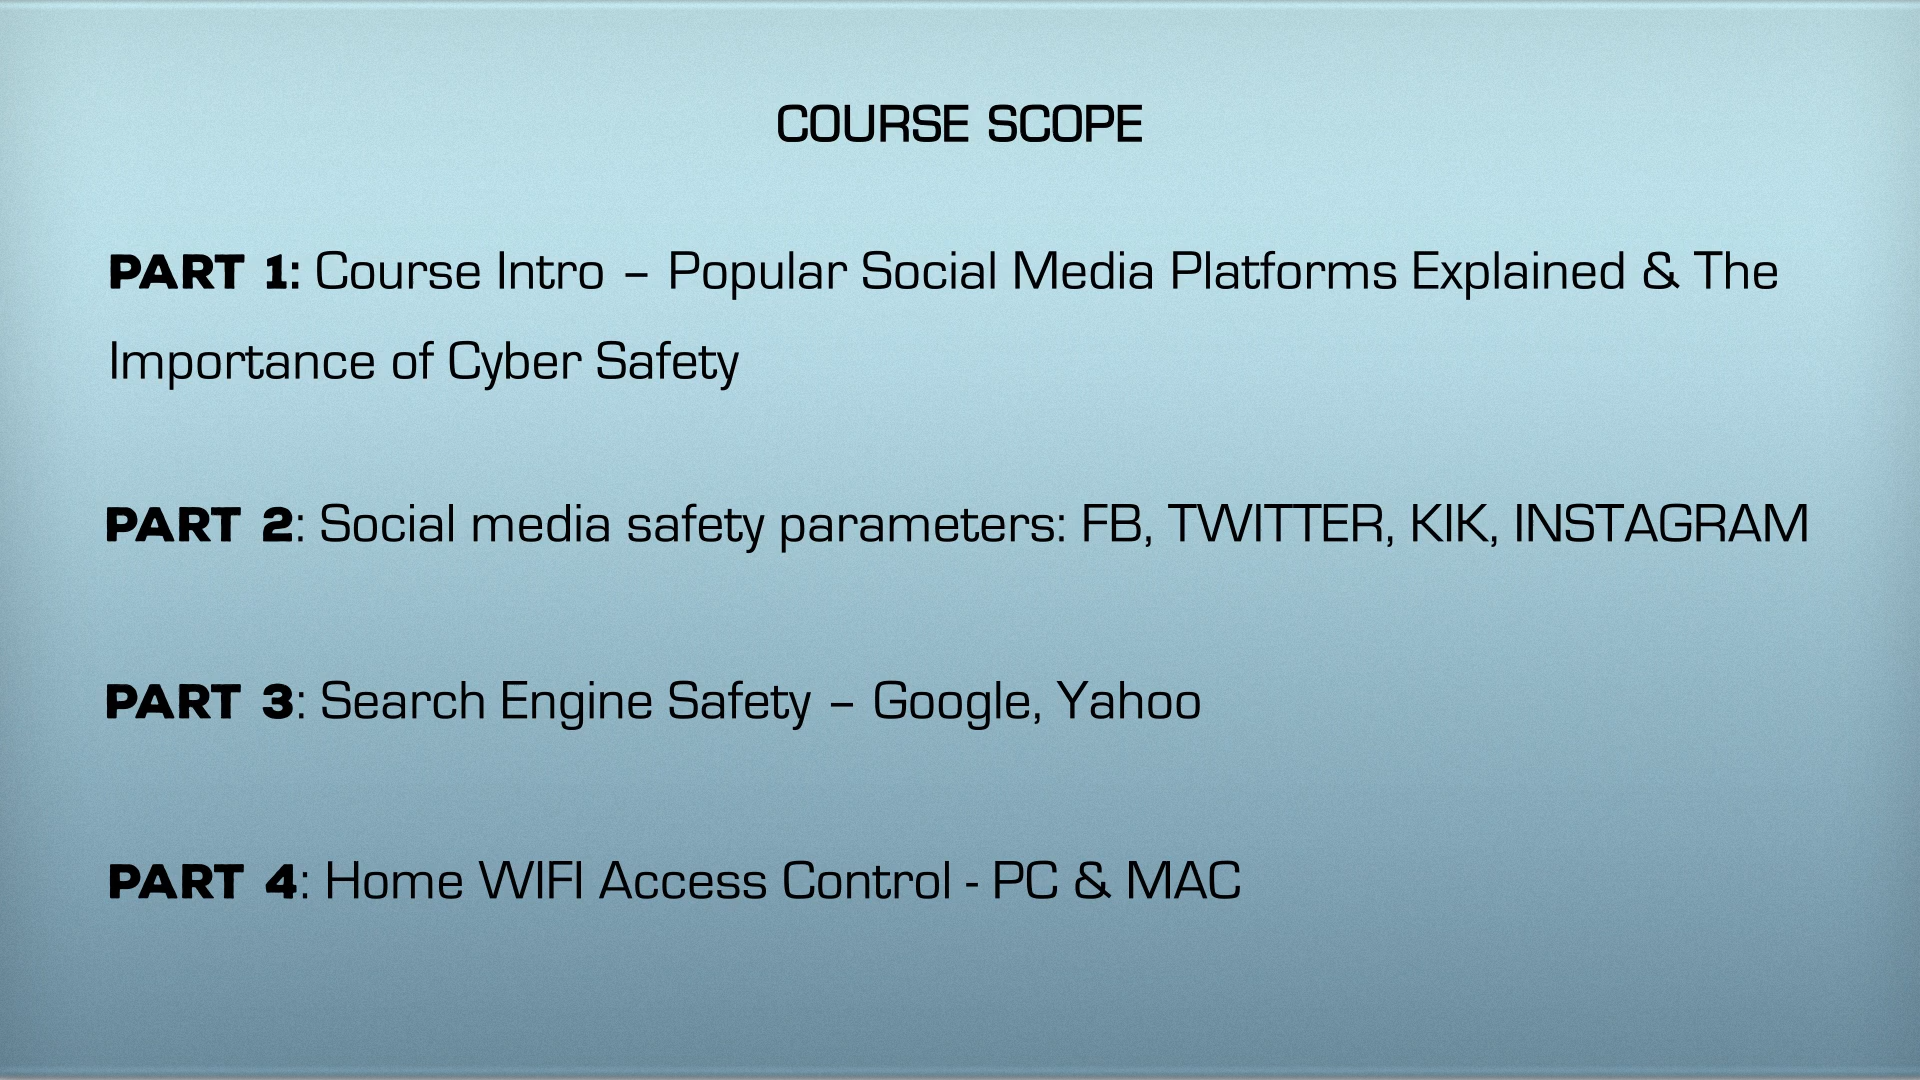 COURSE SCOPE
PART 1: Course Intro – Popular Social Media Platforms Explained & The
Importance of Cyber Safety
PART 2: Social media safety parameters: FB, TWITTER, KIK, INSTAGRAM
PART 3: Search Engine Safety – Google, Yahoo
PART 4: Home WIFI Access Control - PC & MAC